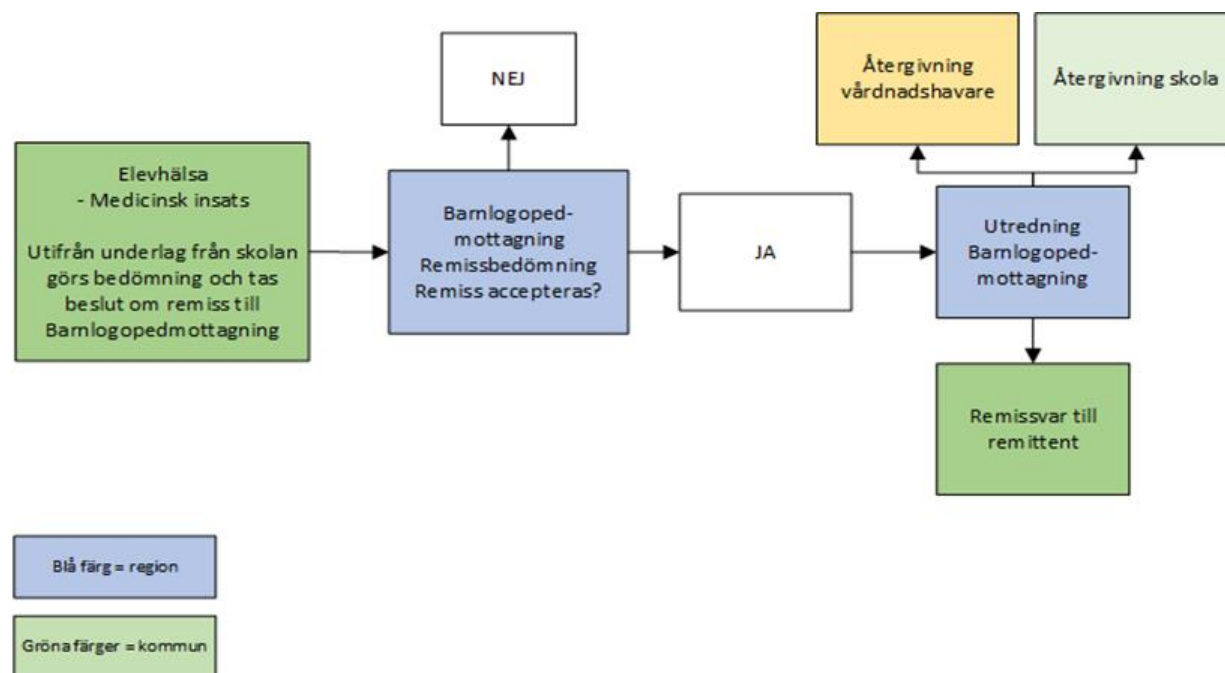 Elevhälsa
- Medicinsk insats
Utifrån underlag från skolan
görs bedömning och tas
beslut om remiss till
Barnlogopedmottagning
NEJ
Barnlogoped-
mottagning
Remissbedömning
Remiss accepteras?
JA
Återgivning
vårdnadshavare
Återgivning skola
Utredning
Barnlogoped-
mottagning
Remissvar till
remittent
Blå färg = region
Gröna färger = kommun